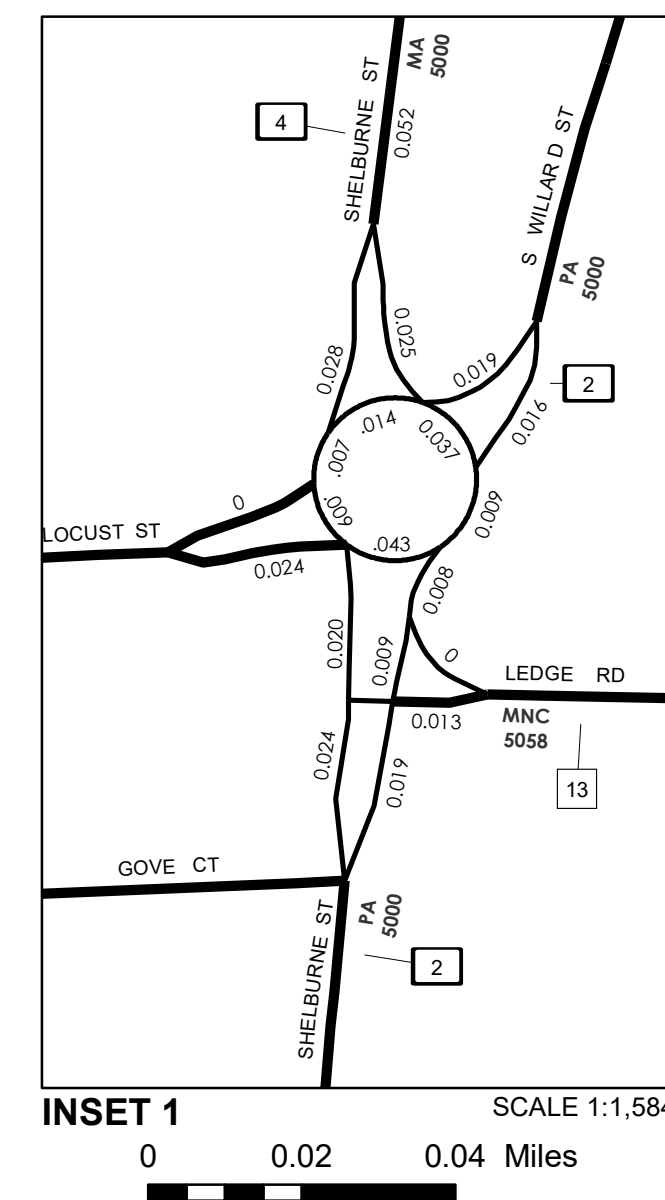 SHELBURNE ST
MA
5000
0.052
4
S WILLARD ST
PA
5000
0.028
0.025
0.019
2
0.016
.014
0.037
.007
.009
0.009
0
LOCUST ST
.043
0.024
0.008
0.020
0.009
0
LEDGE RD
0.013
MNC
5058
0.024
0.019
13
GOVE CT
PA
5000
SHELBURNE ST
2
INSET 1
SCALE 1:1,584
0 0.02 0.04 Miles